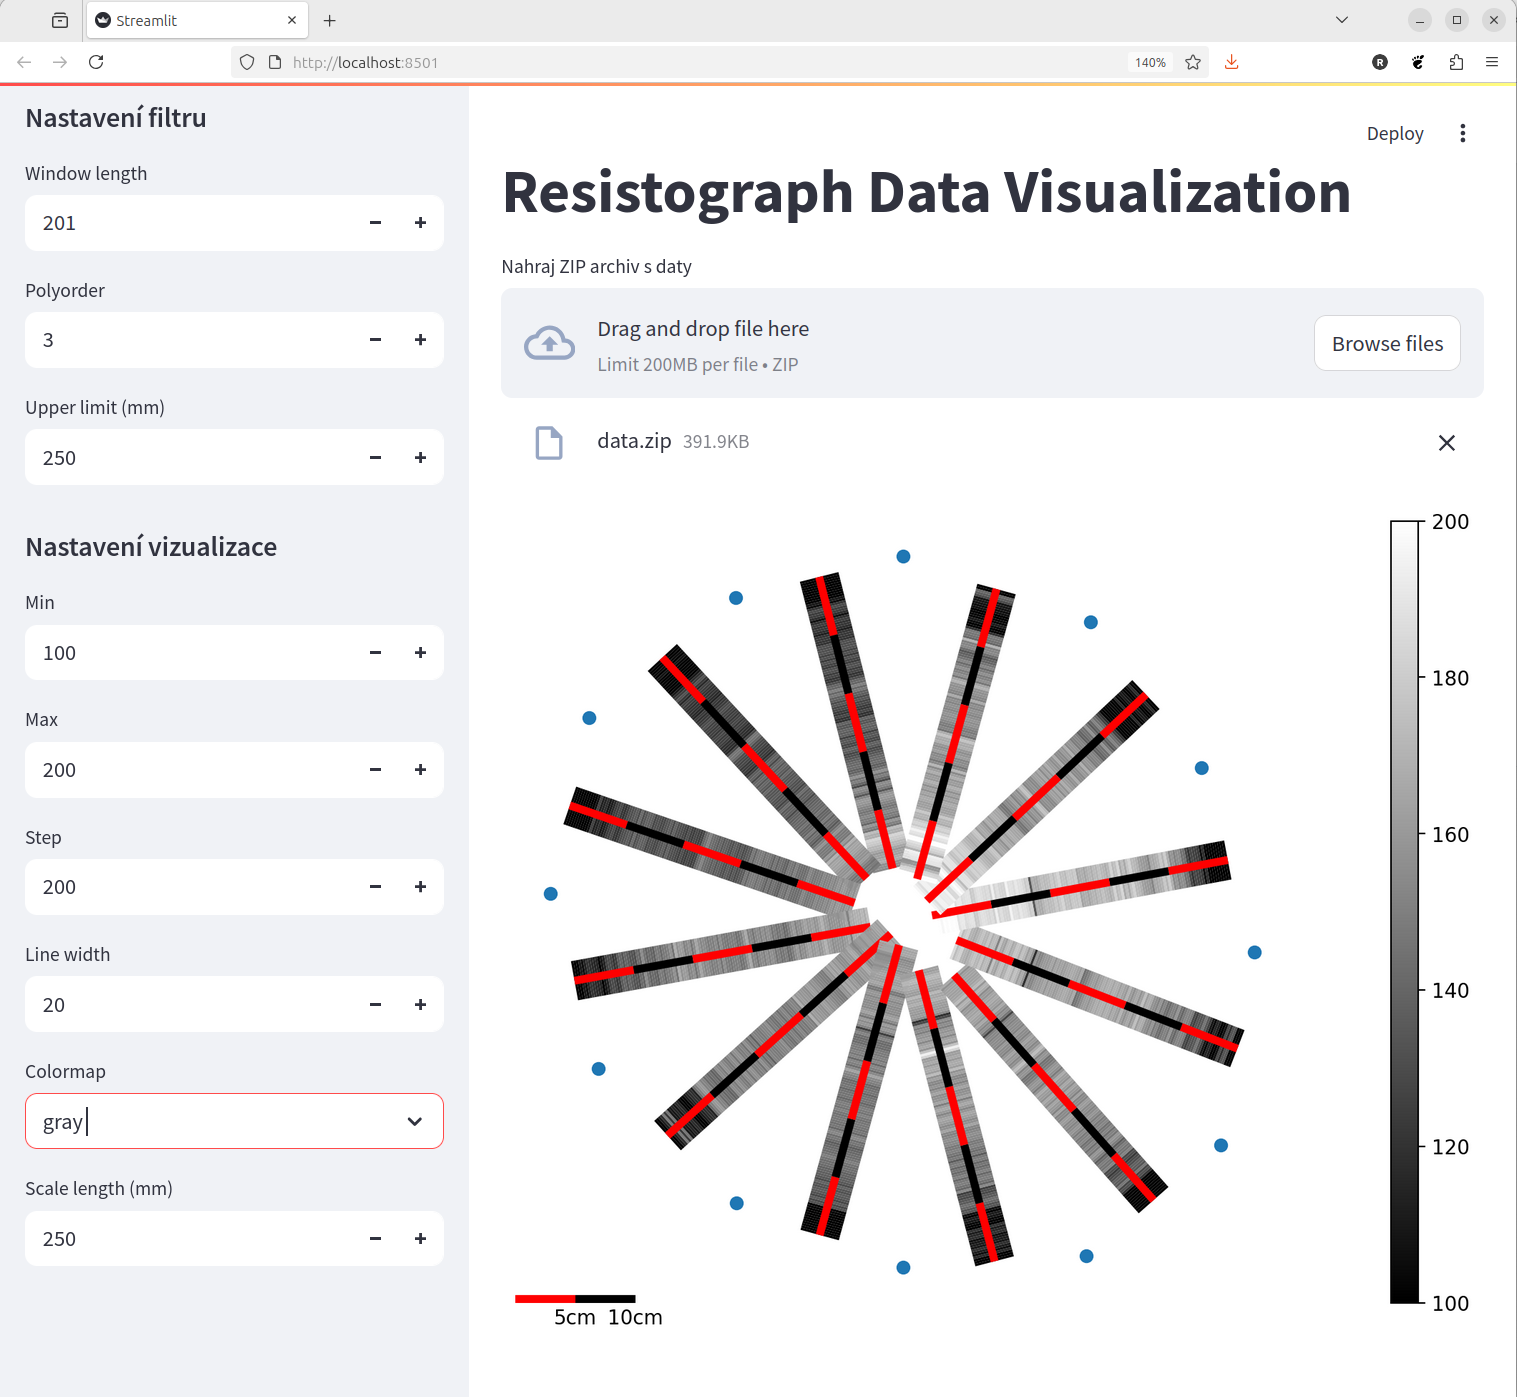 Streamlit
http://localhost:8501
140%
R
Nastavení filtru
Window length
201
Polyorder
3
Upper limit (mm)
250
Nastavení vizualizace
Min
100
Max
200
Step
200
Line width
20
Colormap
gray
Scale length (mm)
250
Deploy
Resistograph Data Visualization
Nahraj ZIP archiv s daty
Drag and drop file here
Limit 200MB per file • ZIP
Browse files
data.zip 391.9KB
200
180
160
140
120
100
5cm 10cm